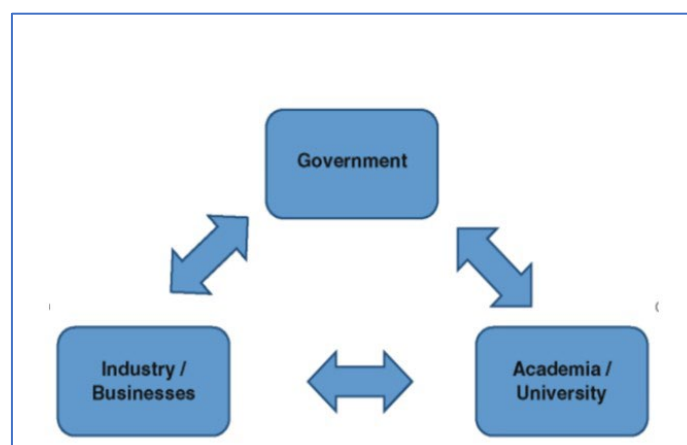 Government
Industry /
Businesses
Academia /
University